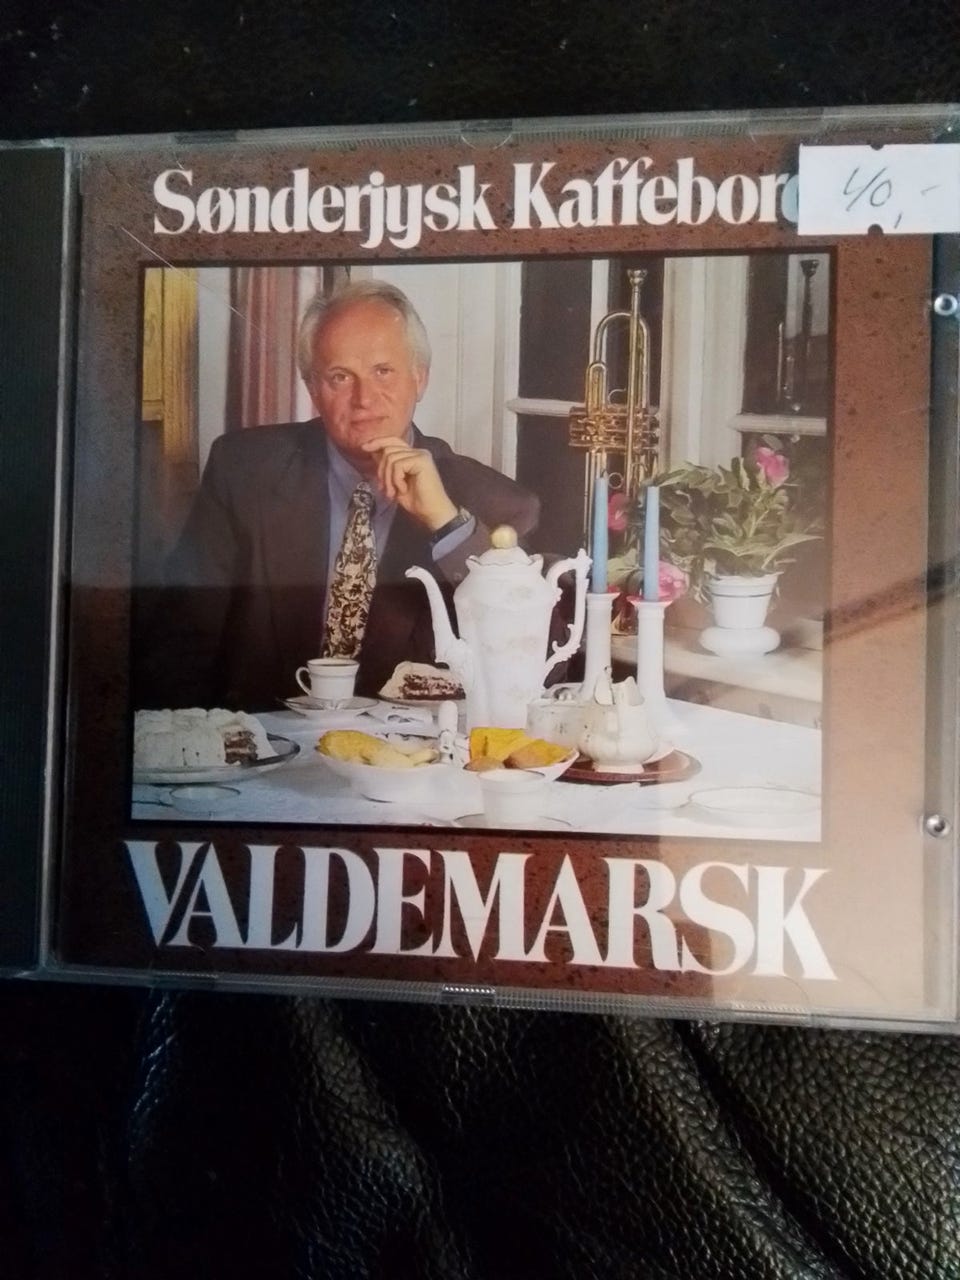 Sønderjysk Kaffebor
40,-
VALDEMARSK